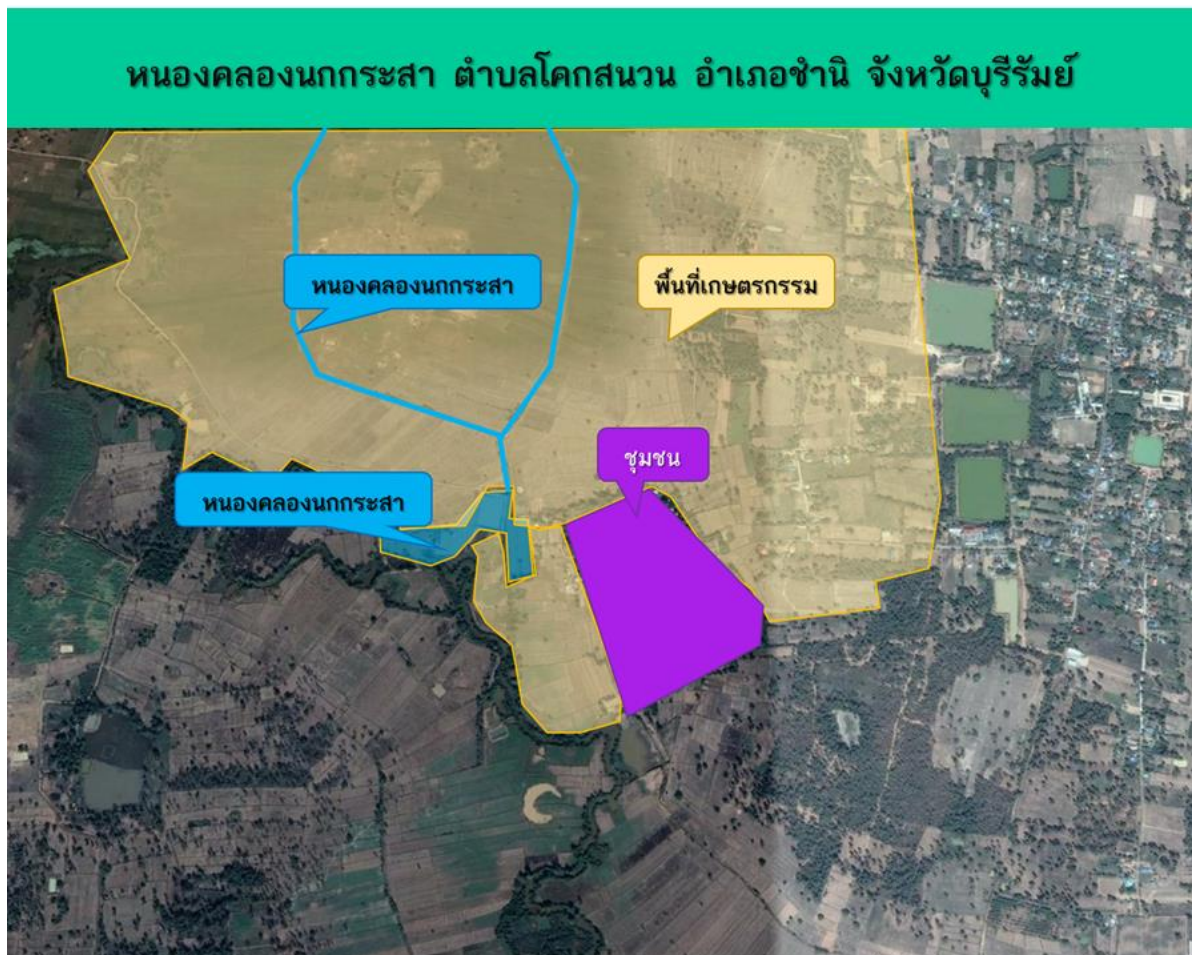 หนองคลองนกกระสา ตำบลโคกสนวน อำเภอชำนิ จังหวัดบุรีรัมย์
หนองคลองนกกระสา
พื้นที่เกษตรกรรม
ชุมชน
หนองคลองนกกระสา